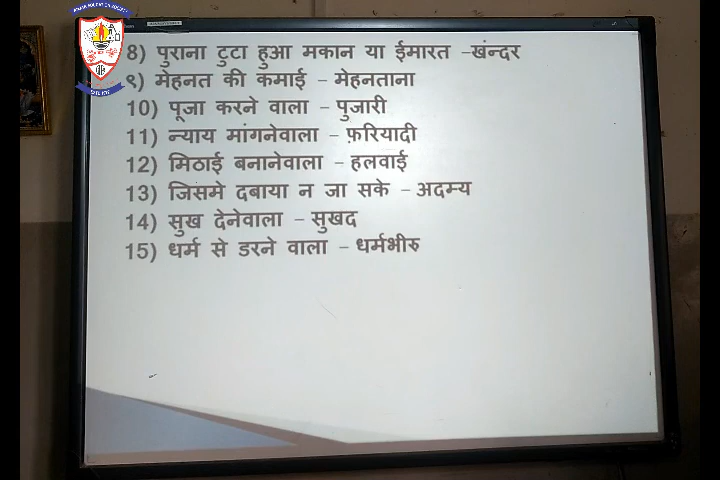 8) पुराना टुटा हुआ मकान या ईमारत –खंन्दर
९) मेहनत की कमाई – मेहनताना
10) पूजा करने वाला – पुजारी
11) न्याय मांगनेवाला – फ़रियादी
12) मिठाई बनानेवाला – हलवाई
13) जिसमे दबाया न जा सके – अदम्य
14) सुख देनेवाला – सुखद
15) धर्म से डरने वाला – धर्मभीरु